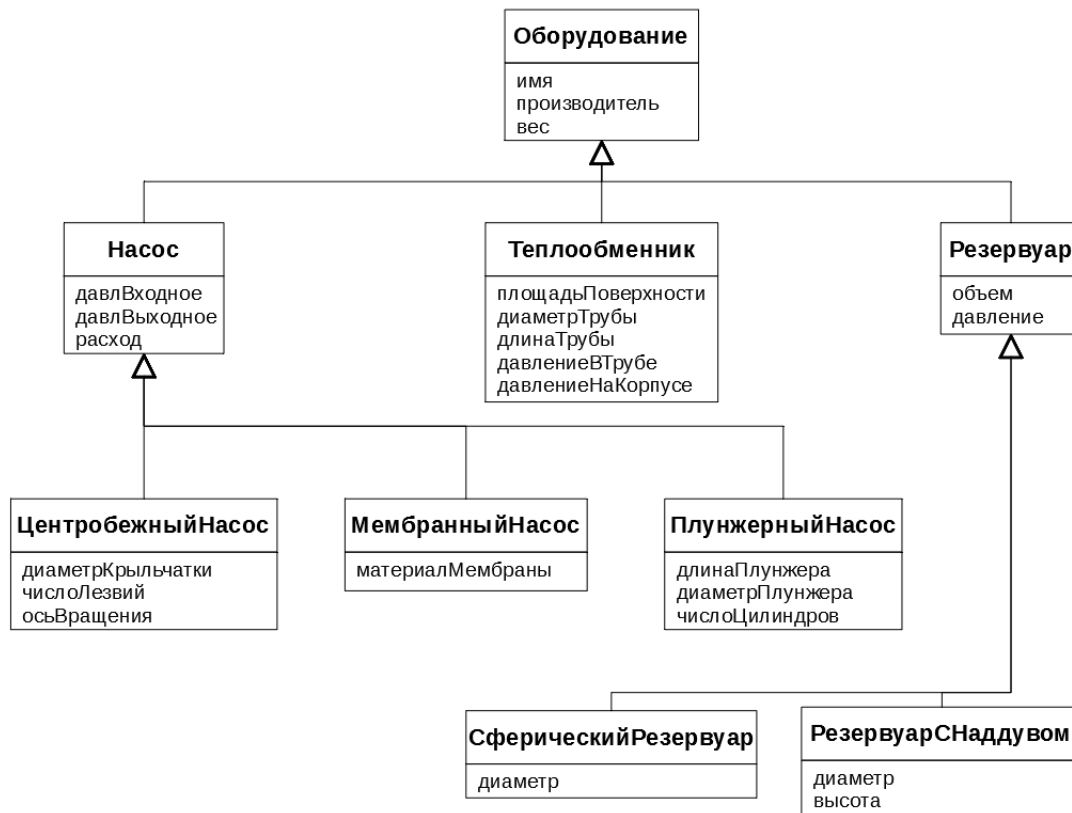 Оборудование
имя
производитель
вес
Насос
давлВходное
давлВыходное
расход
Теплообменник
площадьПоверхности
диаметрТрубы
длинаТрубы
давлениеВТрубе
давлениеНаКорпусе
Резервуар
объем
давление
ЦентробежныйНасос
диаметрКрыльчатки
числоЛезвий
осьВращения
МембранныйНасос
материалМембраны
ПлунжерныйНасос
длинаПлунжера
диаметрПлунжера
числоЦилиндров
СферическийРезервуар
диаметр
РезервуарСНаддувом
диаметр
высота